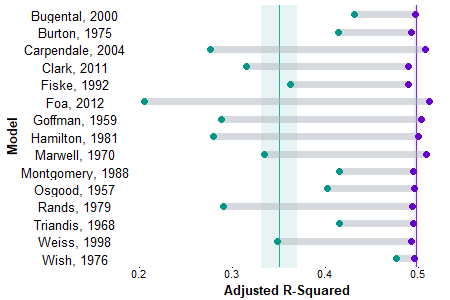 Bugental, 2000
Burton, 1975
Carpendale, 2004
Clark, 2011
Fiske, 1992
Foa, 2012
Goffman, 1959
Hamilton, 1981
Marwell, 1970
Montgomery, 1988
Osgood, 1957
Rands, 1979
Triandis, 1968
Weiss, 1998
Wish, 1976
Model
0.2 0.3 0.4 0.5
Adjusted R-Squared